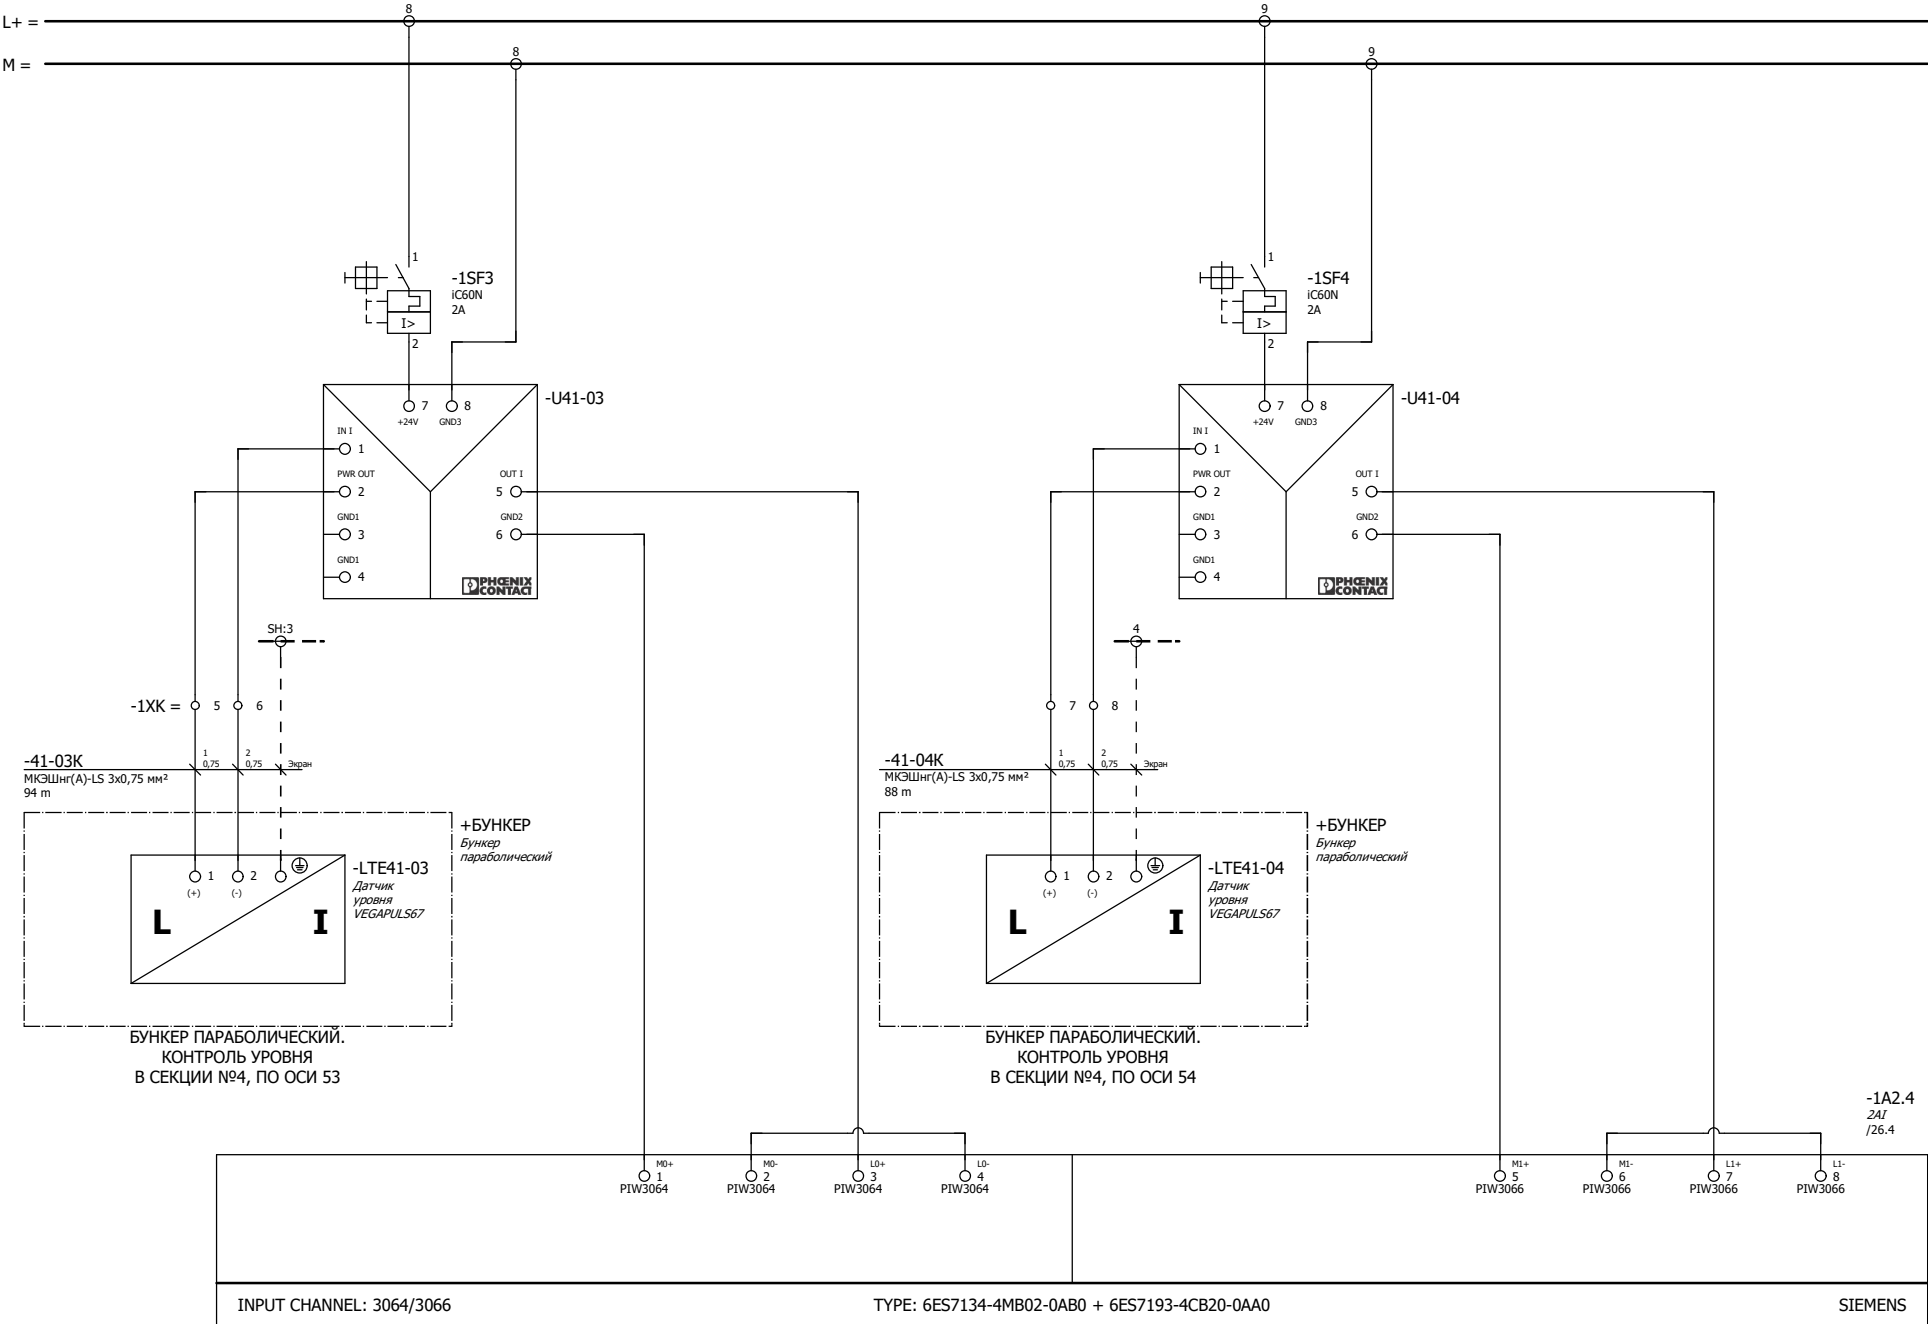 L+ =
8
9
M =
8
9
1
-1SF3
iC60N
2A
I>
2
1
-1SF4
iC60N
2A
I>
2
-U41-03
7
8
+24V
GND3
IN I
1
PWR OUT
2
GND1
3
GND1
4
OUT I
5
GND2
6
PHŒNIX
CONTACT
-U41-04
7
8
+24V
GND3
IN I
1
PWR OUT
2
GND1
3
GND1
4
OUT I
5
GND2
6
PHŒNIX
CONTACT
SH:3
4
-1XK =
5
6
7
8
-41-03K
МКЭШнг(А)-LS 3x0,75 мм²
94 m
1
0,75
2
0,75
Экран
-41-04K
МКЭШнг(А)-LS 3x0,75 мм²
88 m
1
0,75
2
0,75
Экран
+БУНКЕР
Бункер
параболический
1
2
(+)
(-)
-LTE41-03
Датчик
уровня
VEGAPULS67
L
I
БУНКЕР ПАРАБОЛИЧЕСКИЙ.
КОНТРОЛЬ УРОВНЯ
В СЕКЦИИ №4, ПО ОСИ 53
+БУНКЕР
Бункер
параболический
1
2
(+)
(-)
-LTE41-04
Датчик
уровня
VEGAPULS67
L
I
БУНКЕР ПАРАБОЛИЧЕСКИЙ.
КОНТРОЛЬ УРОВНЯ
В СЕКЦИИ №4, ПО ОСИ 54
-1A2.4
2AI
/26.4
M0+
1
PIW3064
M0-
2
PIW3064
L0+
3
PIW3064
L0-
4
PIW3064
M1+
5
PIW3066
M1-
6
PIW3066
L1+
7
PIW3066
L1-
8
PIW3066
INPUT CHANNEL: 3064/3066
TYPE: 6ES7134-4MB02-0AB0 + 6ES7193-4CB20-0AA0
SIEMENS